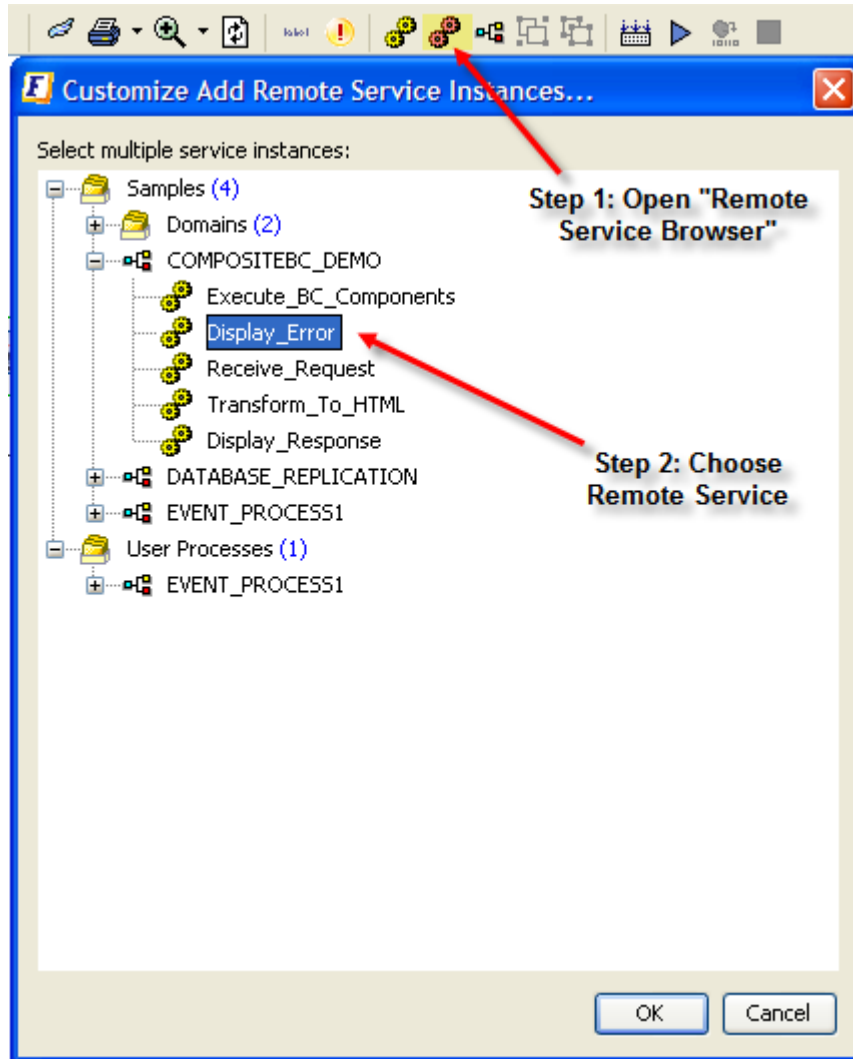 label
Customize Add Remote Service Instances...
Select multiple service instances:
Samples (4)
Step 1: Open "Remote
Service Browser"
Domains (2)
COMPOSITEBC_DEMO
Execute_BC_Components
Display_Error
Receive_Request
Transform_To_HTML
Display_Response
Step 2: Choose
Remote Service
DATABASE_REPLICATION
EVENT_PROCESS1
User Processes (1)
EVENT_PROCESS1
OK
Cancel